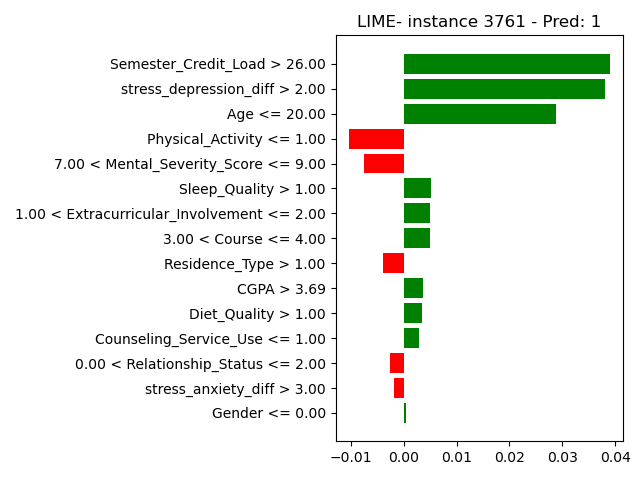 LIME- instance 3761 - Pred: 1
Semester_Credit_Load > 26.00
stress_depression_diff > 2.00
Age <= 20.00
Physical_Activity <= 1.00
7.00 < Mental_Severity_Score <= 9.00
Sleep_Quality > 1.00
1.00 < Extracurricular_Involvement <= 2.00
3.00 < Course <= 4.00
Residence_Type > 1.00
CGPA > 3.69
Diet_Quality > 1.00
Counseling_Service_Use <= 1.00
0.00 < Relationship_Status <= 2.00
stress_anxiety_diff > 3.00
Gender <= 0.00
−0.01 0.00 0.01 0.02 0.03 0.04